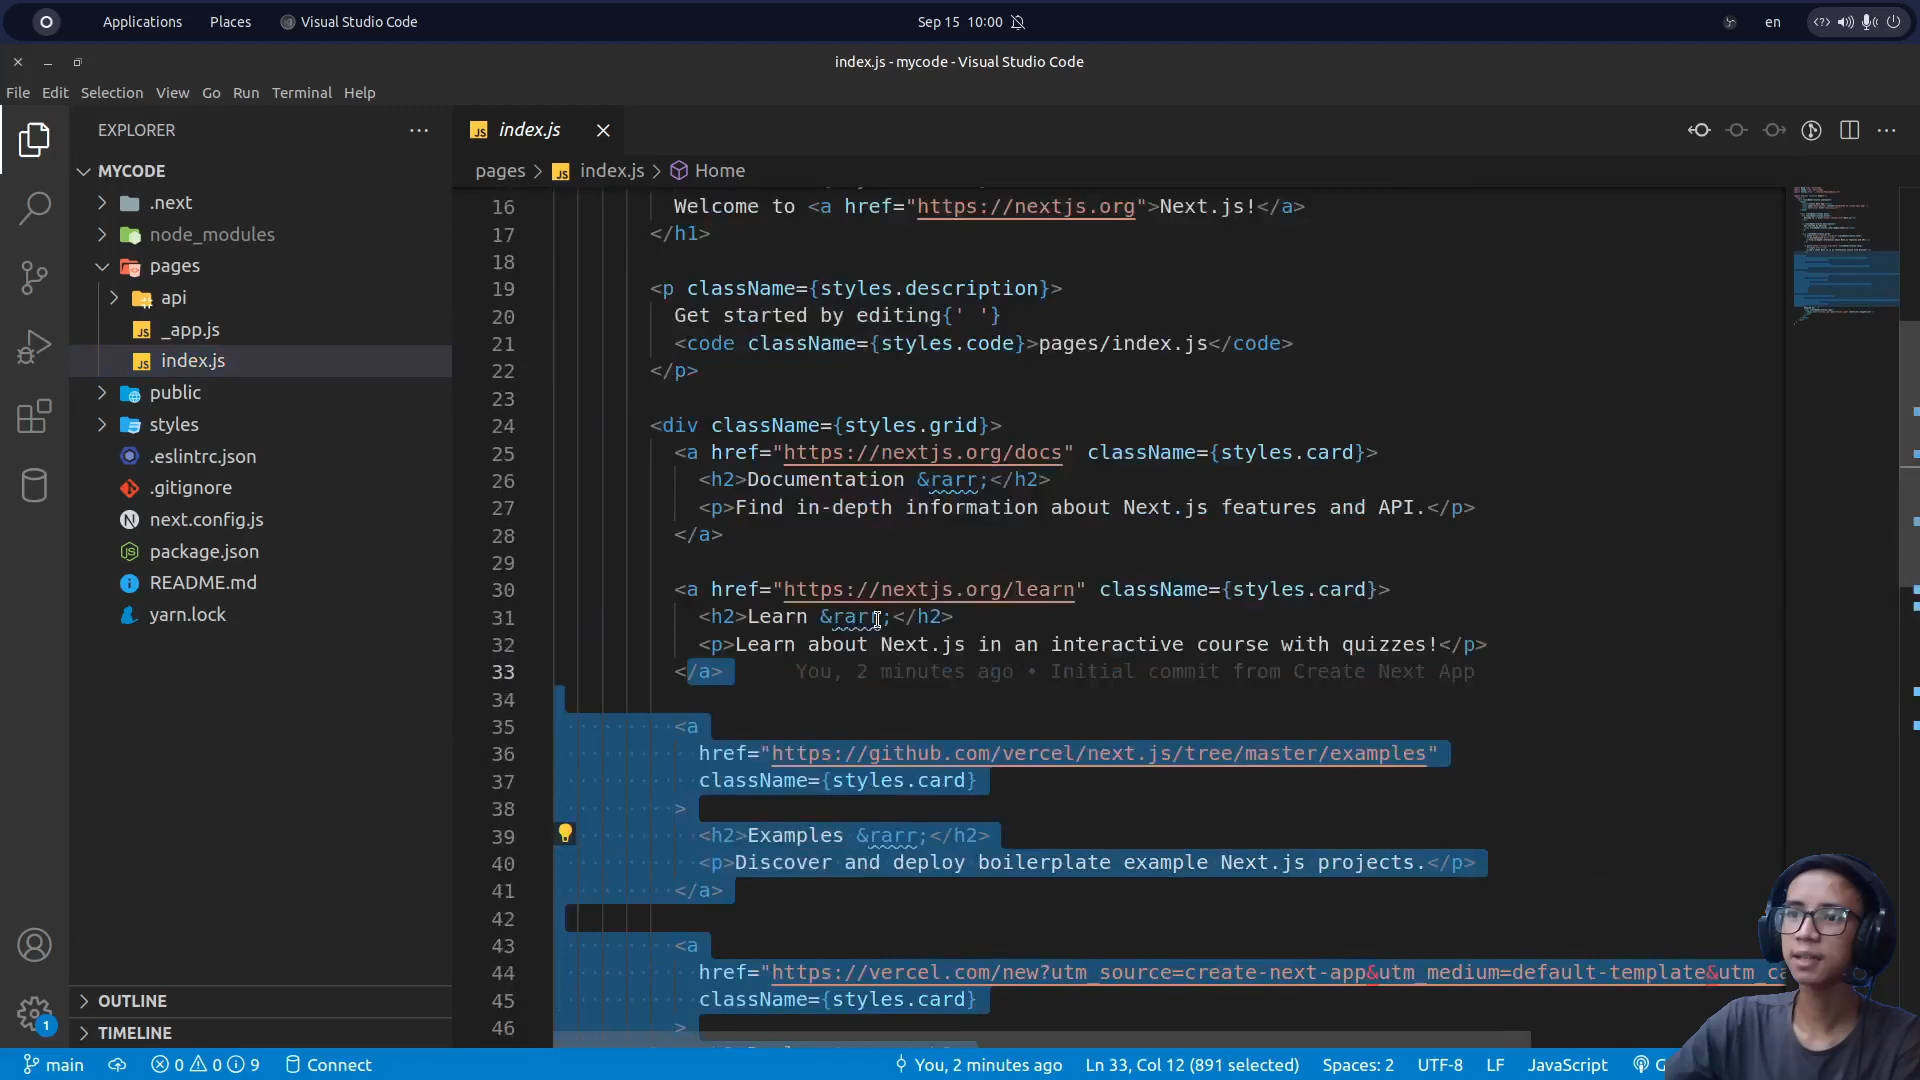 Applications Places Visual Studio Code Sep 15 10:00 en
index.js - mycode - Visual Studio Code
File Edit Selection View Go Run Terminal Help
EXPLORER
index.js
pages > index.js > Home
MYCODE
.next
node_modules
pages
api
_app.js
index.js
public
styles
.eslintrc.json
.gitignore
next.config.js
package.json
README.md
yarn.lock
OUTLINE
TIMELINE
16 Welcome to <a href="https://nextjs.org">Next.js!</a>
17 </h1>
18
19 <p className={styles.description}>
20 Get started by editing{' '}
21 <code className={styles.code}>pages/index.js</code>
22 </p>
23
24 <div className={styles.grid}>
25 <a href="https://nextjs.org/docs" className={styles.card}>
26 <h2>Documentation &rarr;</h2>
27 <p>Find in-depth information about Next.js features and API.</p>
28 </a>
29
30 <a href="https://nextjs.org/learn" className={styles.card}>
31 <h2>Learn &rarr;</h2>
32 <p>Learn about Next.js in an interactive course with quizzes!</p>
33 </a> You, 2 minutes ago • Initial commit from Create Next App
34
35 <a
36 href="https://github.com/vercel/next.js/tree/master/examples"
37 className={styles.card}
38 >
39 <h2>Examples &rarr;</h2>
40 <p>Discover and deploy boilerplate example Next.js projects.</p>
41 </a>
42
43 <a
44 href="https://vercel.com/new?utm_source=create-next-app&utm_medium=default-template&utm_ca
45 className={styles.card}
46 >
1
main 0 0 9 Connect You, 2 minutes ago Ln 33, Col 12 (891 selected) Spaces: 2 UTF-8 LF JavaScript G